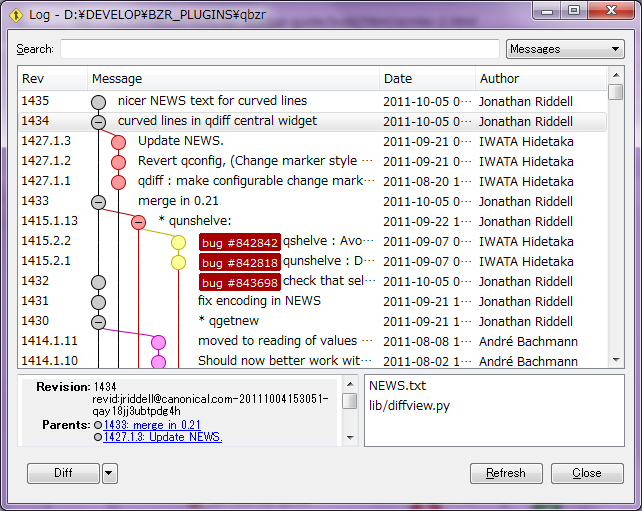 Log - D:¥DEVELOP¥BZR_PLUGINS¥qbzr
Search: Messages
Rev Message Date Author
1435 nicer NEWS text for curved lines 2011-10-05 0… Jonathan Riddell
1434 curved lines in qdiff central widget 2011-10-05 0… Jonathan Riddell
1427.1.3 Update NEWS. 2011-09-21 0… IWATA Hidetaka
1427.1.2 Revert qconfig, (Change marker style … 2011-09-21 0… IWATA Hidetaka
1427.1.1 qdiff : make configurable change mark… 2011-08-20 1… IWATA Hidetaka
1433 merge in 0.21 2011-10-05 0… Jonathan Riddell
1415.1.13 * qunshelve: 2011-09-22 1… Jonathan Riddell
1415.2.2 bug #842842 qshelve : Avo… 2011-09-07 0… IWATA Hidetaka
1415.2.1 bug #842818 qunshelve : D… 2011-09-07 0… IWATA Hidetaka
1432 bug #843698 check that sel… 2011-10-05 0… Jonathan Riddell
1431 fix encoding in NEWS 2011-09-21 1… Jonathan Riddell
1430 * qgetnew 2011-09-21 1… Jonathan Riddell
1414.1.11 moved to reading of values … 2011-08-08 1… André Bachmann
1414.1.10 Should now better work wit… 2011-08-05 1… André Bachmann
Revision: 1434
revid:jriddell@canonical.com-20111004153051-
qay18jj3ubtpdg4h
Parents: 1433: merge in 0.21
1427.1.3: Update NEWS.
NEWS.txt
lib/diffview.py
Diff Refresh Close